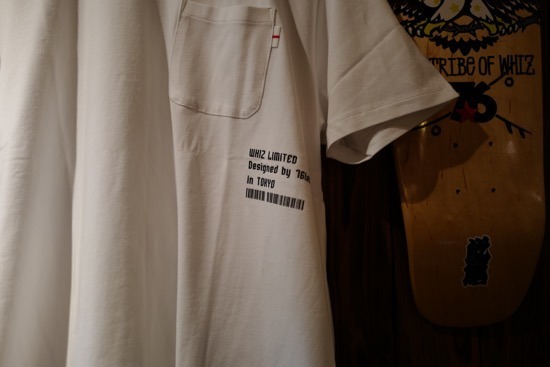 WHIZ LIMITED
Designed by
in TOKYO
TRIBE OF WHIZ